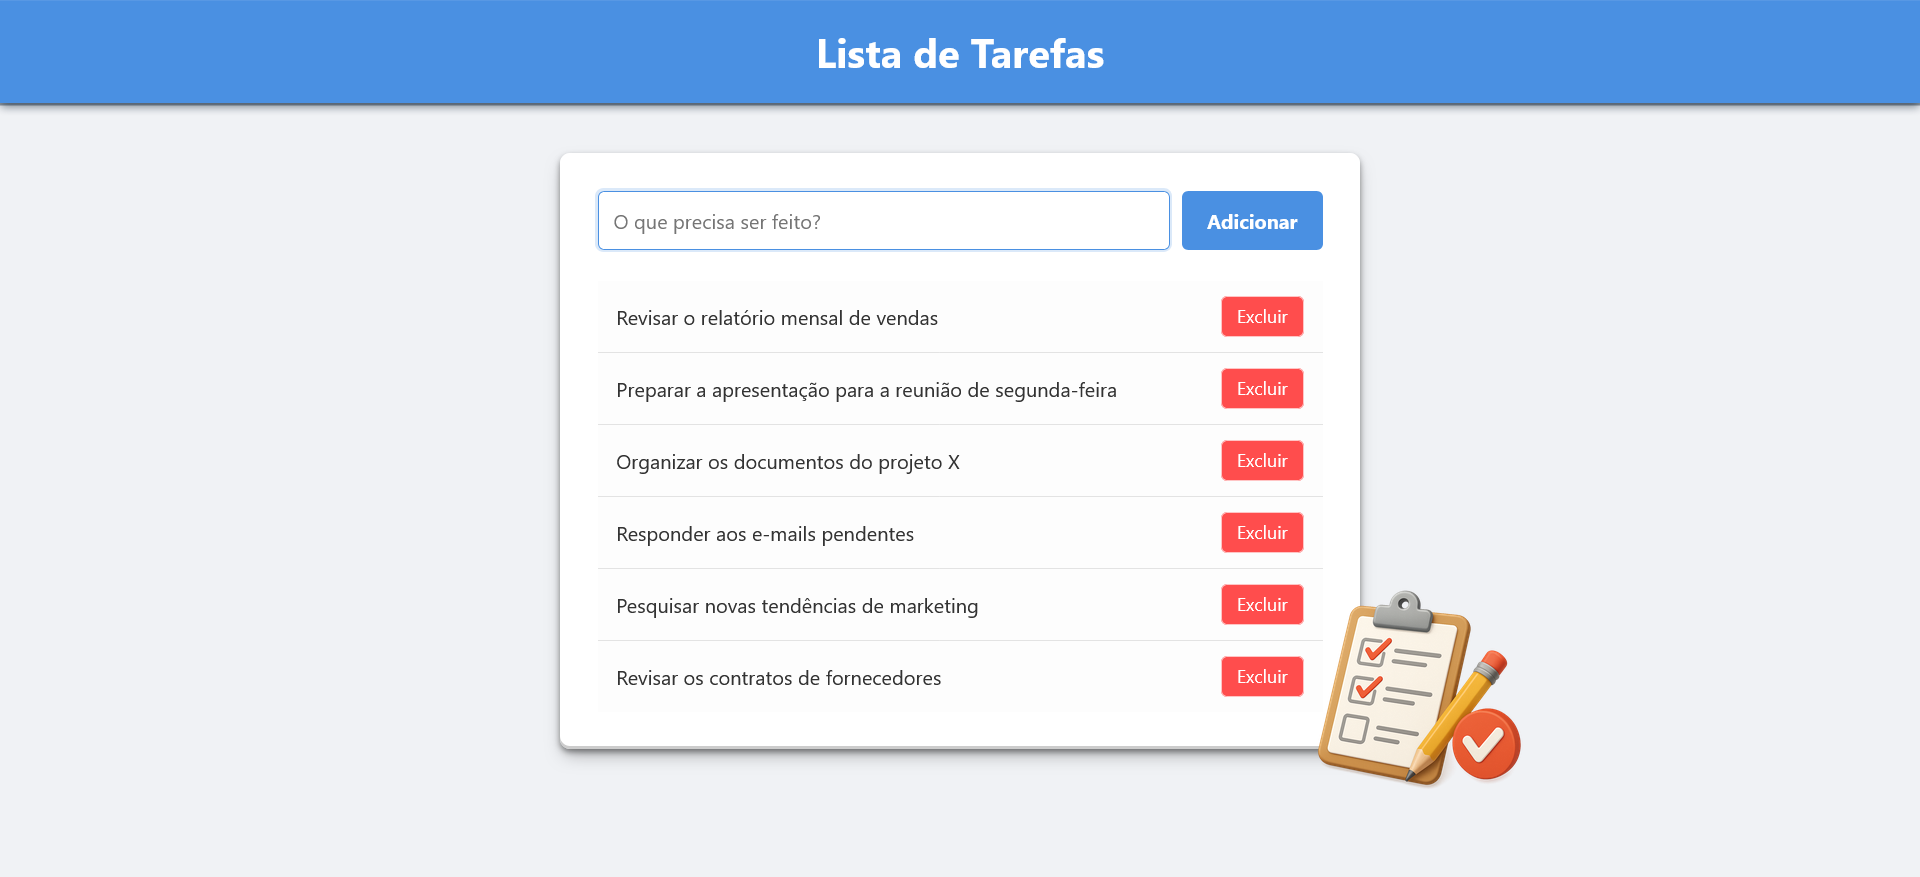 Lista de Tarefas
O que precisa ser feito?
Adicionar
Revisar o relatório mensal de vendas
Excluir
Preparar a apresentação para a reunião de segunda-feira
Excluir
Organizar os documentos do projeto X
Excluir
Responder aos e-mails pendentes
Excluir
Pesquisar novas tendências de marketing
Excluir
Revisar os contratos de fornecedores
Excluir